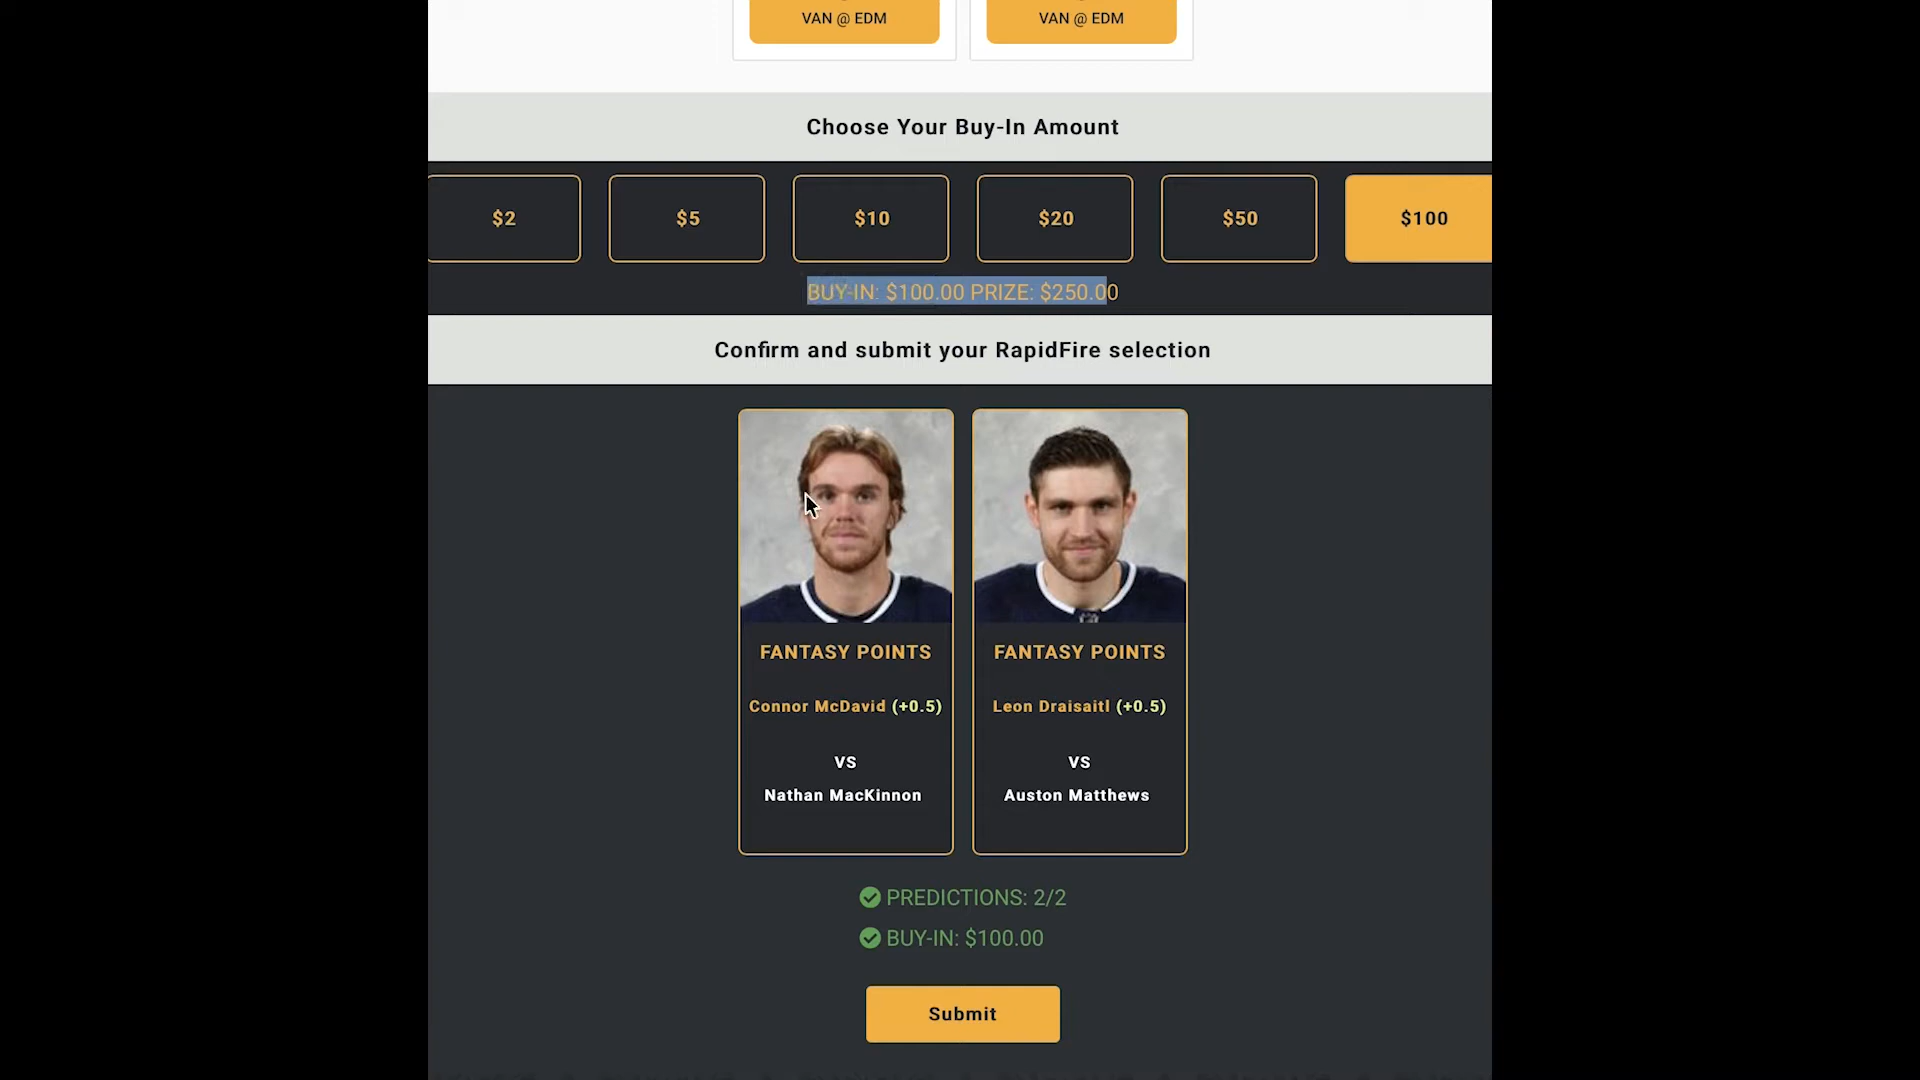 VAN @ EDM
VAN @ EDM
Choose Your Buy-In Amount
$2
$5
$10
$20
$50
$100
BUY-IN: $100.00 PRIZE: $250.00
Confirm and submit your RapidFire selection
FANTASY POINTS
Connor McDavid (+0.5)
VS
Nathan MacKinnon
FANTASY POINTS
Leon Draisaitl (+0.5)
VS
Auston Matthews
PREDICTIONS: 2/2
BUY-IN: $100.00
Submit